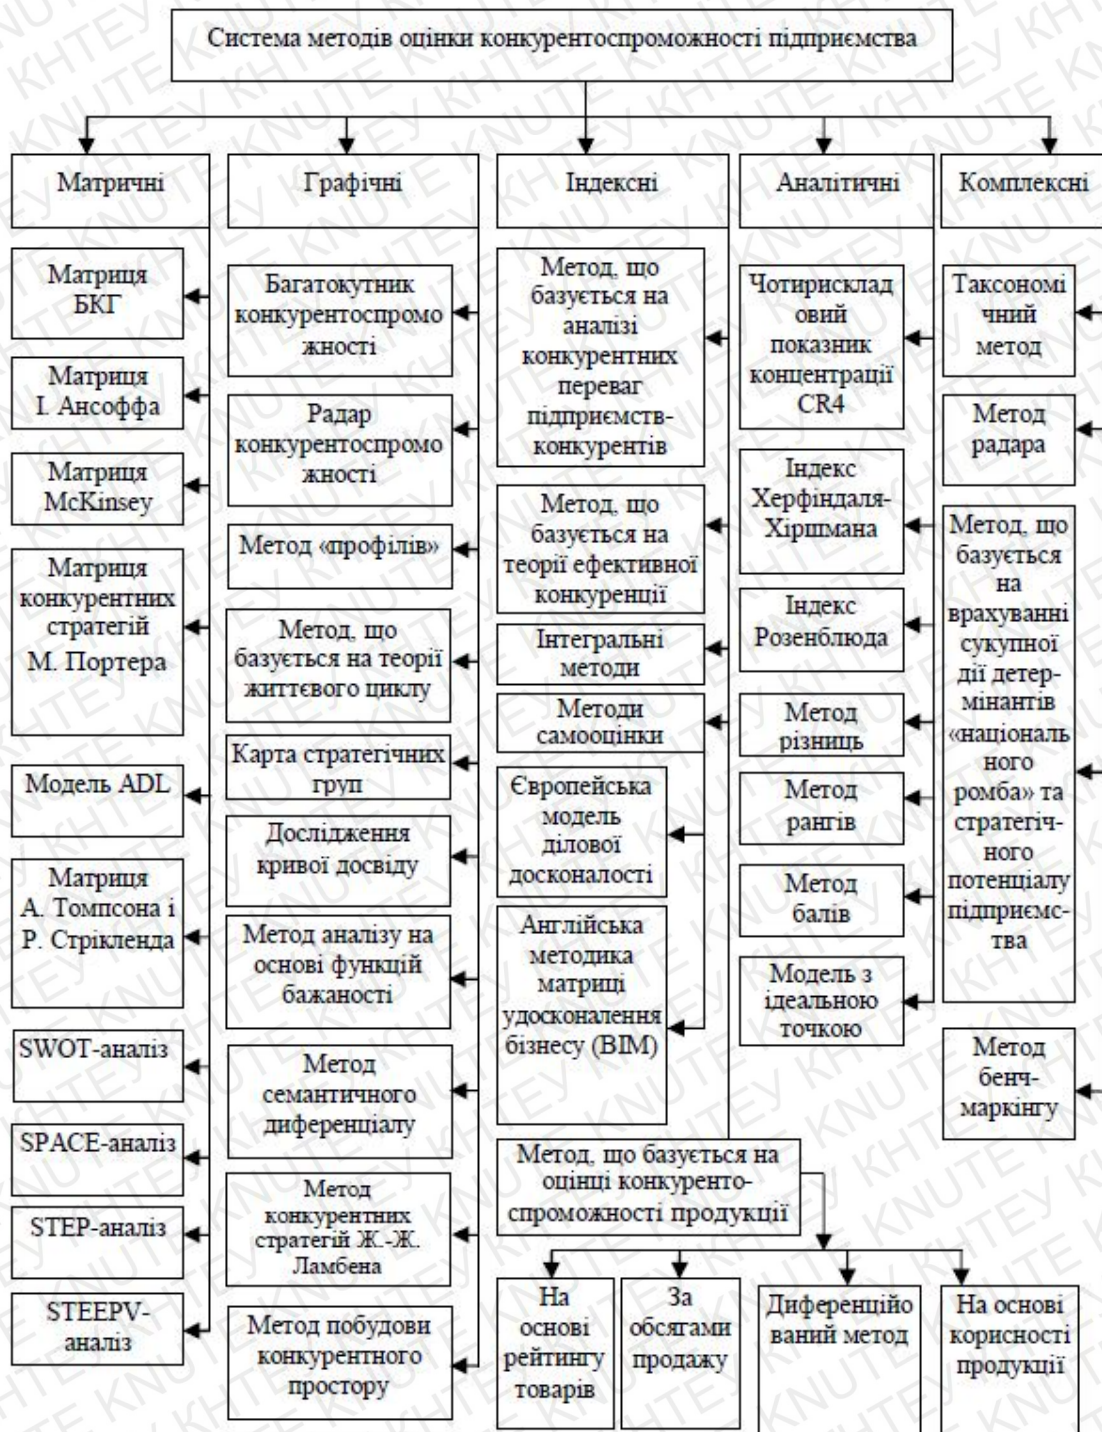 Система методів оцінки конкурентоспроможності підприємства
Матричні
Графічні
Індексні
Аналітичні
Комплексні
Матриця
БКГ
Матриця
І. Ансоффа
Матриця
McKinsey
Матриця
конкурентних
стратегій
М. Портера
Модель ADL
Матриця
А. Томпсона і
Р. Стрікленда
SWOT-аналіз
SPACE-аналіз
STEP-аналіз
STEEPV-
аналіз
Багатокутник
конкурентоспромо
жності
Радар
конкурентоспромо
жності
Метод «профілів»
Метод, що
базується на теорії
життєвого циклу
Карта стратегічних
груп
Дослідження
кривої досвіду
Метод аналізу на
основі функцій
бажаності
Метод
семантичного
диференціалу
Метод
конкурентних
стратегій Ж.-Ж.
Ламбена
Метод побудови
конкурентного
простору
Метод, що
базується на
аналізі
конкурентних
переваг
підприємств-
конкурентів
Метод, що
базується на
теорії ефективної
конкуренції
Інтегральні
методи
Методи
самооцінки
Європейська
модель
ділової
досконалості
Англійська
методика
матриці
удосконалення
бізнесу (BIM)
Метод, що базується на
оцінці конкуренто-
спроможності продукції
На
основі
рейтингу
товарів
За
обсягами
продажу
Диференційо
ваний метод
На основі
корисності
продукції
Чотирисклад
овий
показник
концентрації
CR4
Індекс
Херфіндаля-
Хіршмана
Індекс
Розенблюда
Метод
різниць
Метод
рангів
Метод
балів
Модель з
ідеальною
точкою
Таксономі
чний
метод
Метод
радара
Метод, що
базується
на
врахуванні
сукупної
дії детер-
мінантів
«національ
ного
ромба» та
стратегіч-
ного
потенціалу
підприємс-
тва
Метод
бенч-
маркінгу
KNUTE КНТЕУ